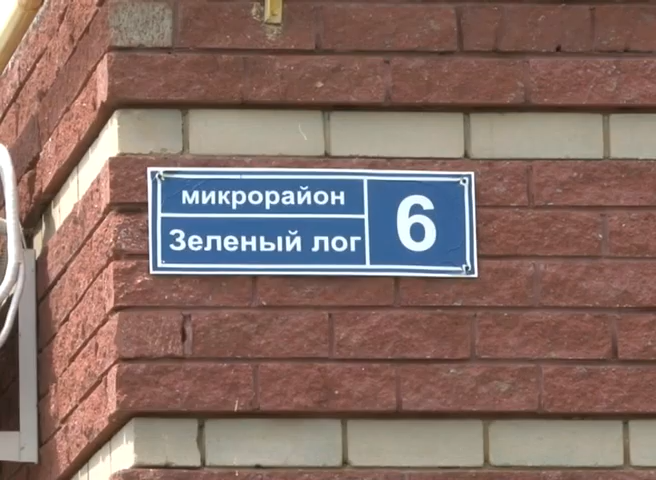 микрорайон
Зеленый лог
6